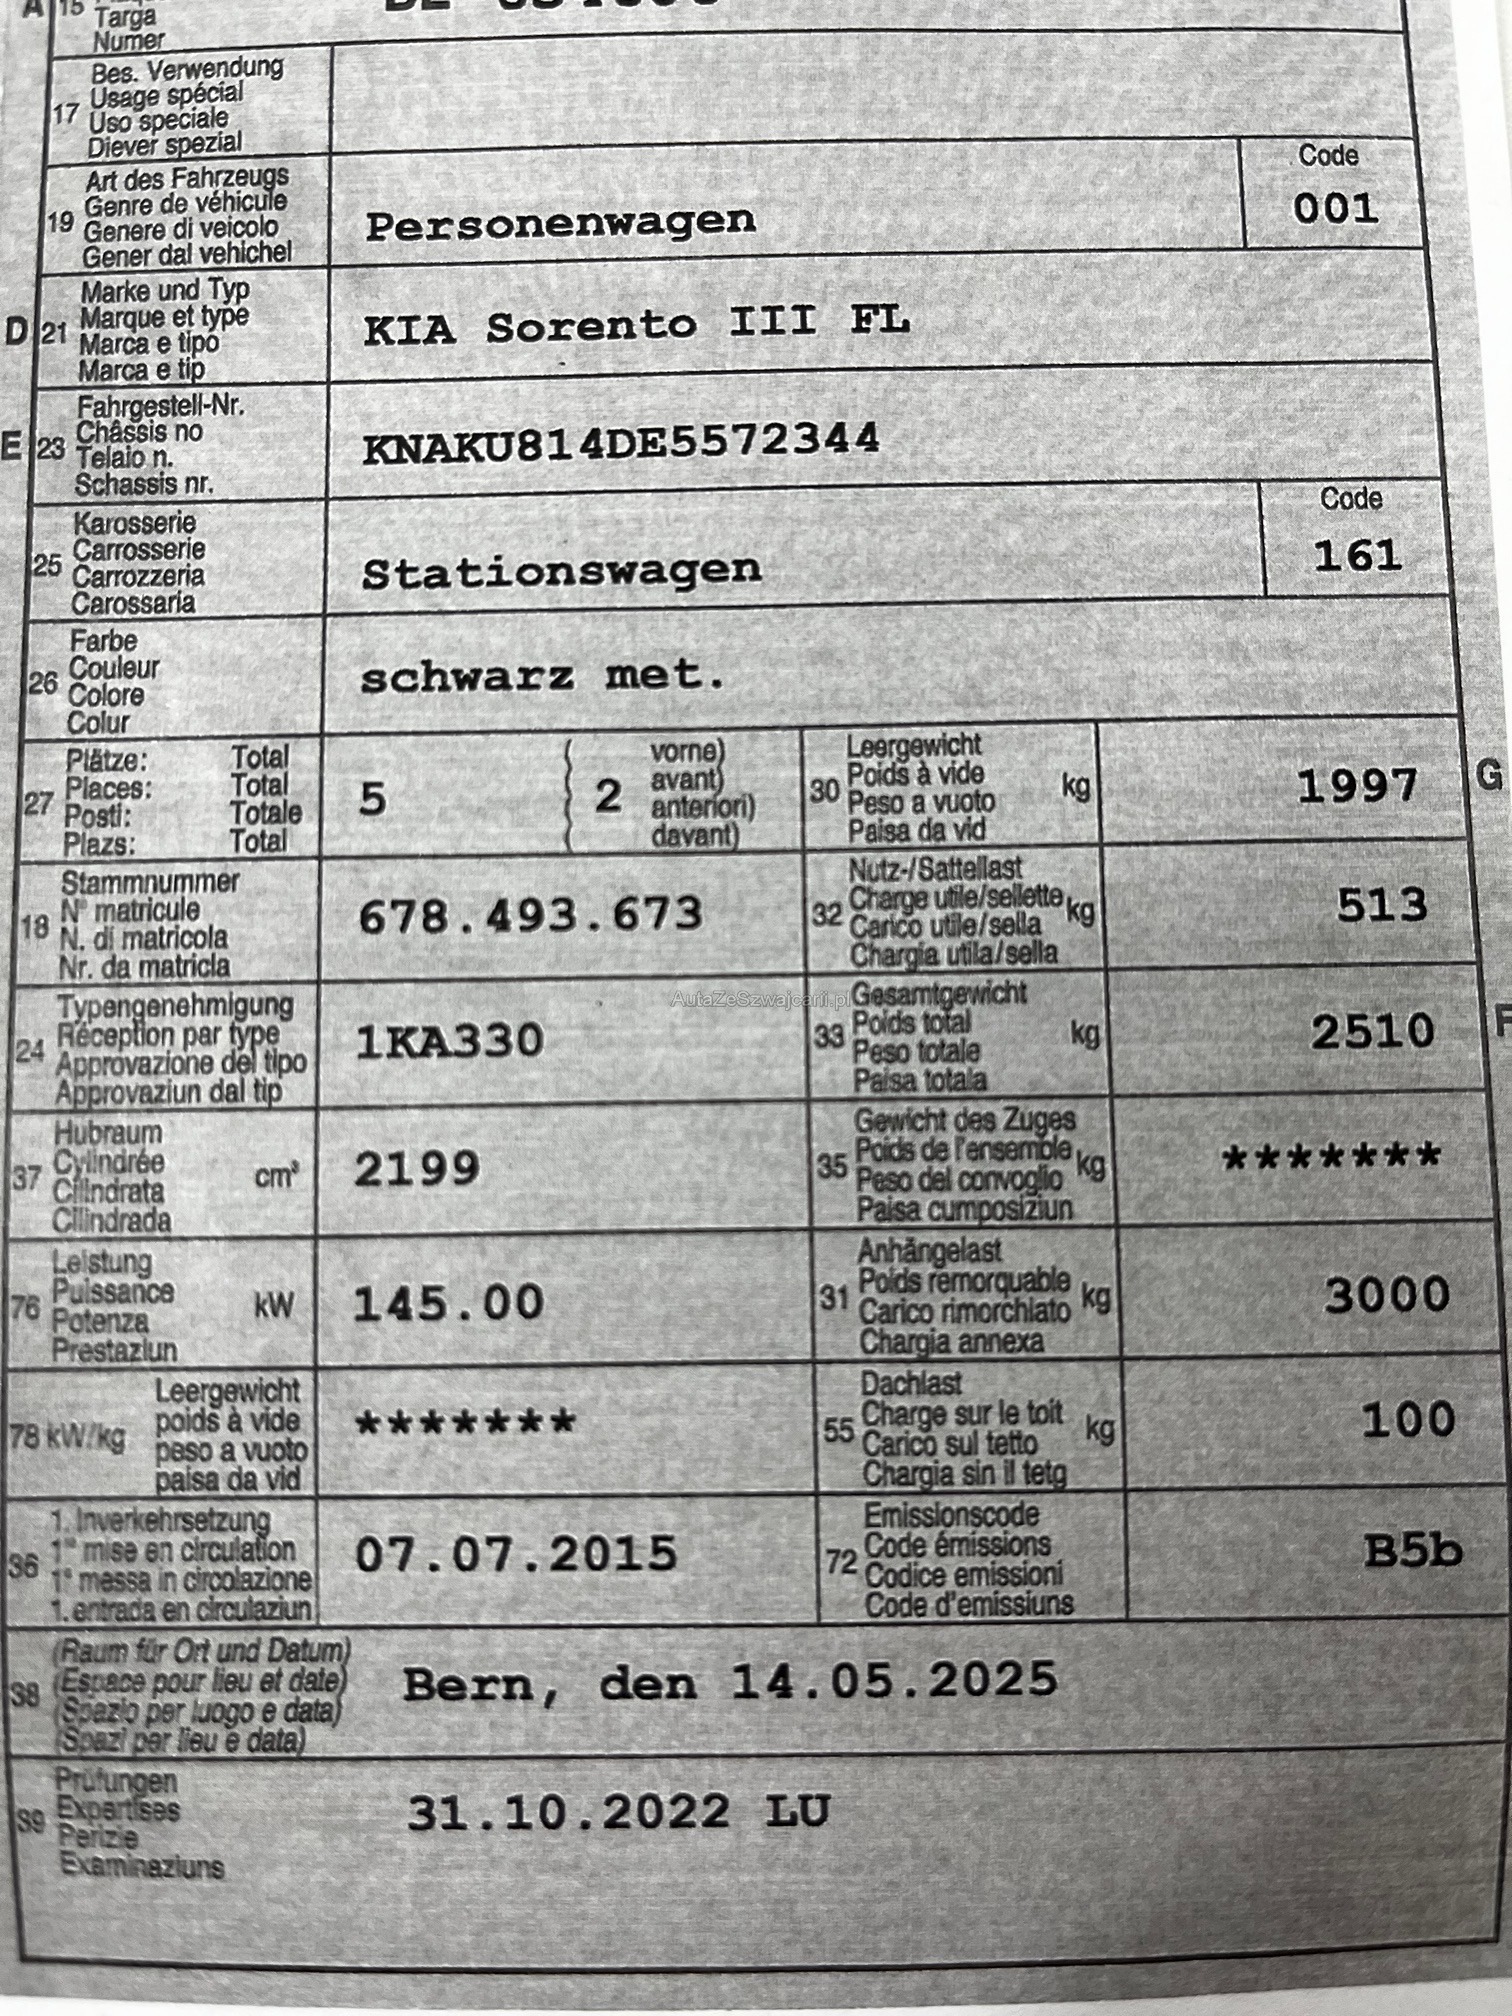 A 15
Targa
Numer
17 Bes. Verwendung
Usage spécial
Uso speciale
Diever spezial
19 Art des Fahrzeugs
Genre de véhicule
Genere di veicolo
Gener dal vehichel
Personenwagen
Code
001
D 21 Marke und Typ
Marque et type
Marca e tipo
Marca e tip
KIA Sorento III FL
E 23 Fahrgestell-Nr.
Châssis no
Telaio n.
Schassis nr.
KNAKU814DE5572344
25 Karosserie
Carrosserie
Carrozzeria
Carossaria
Stationswagen
Code
161
26 Farbe
Couleur
Colore
Colur
schwarz met.
27 Plätze: Total
Places: Total
Posti: Totale
Plazs: Total
5
2
vorne)
avant)
anteriori)
davant)
30 Leergewicht
Poids à vide
Peso a vuoto
Paisa da vid
kg
1997
G
18 Stammnummer
N° matricule
N. di matricola
Nr. da matricla
678.493.673
32 Nutz-/Sattellast
Charge utile/sellette
Carico utile/sella
Chargia utila/sella
kg
513
24 Typengenehmigung
Réception par type
Approvazione del tipo
Approvaziun dal tip
1KA330
AutaZeSzwajcarii.pl
33 Gesamtgewicht
Poids total
Peso totale
Paisa totala
kg
2510
F
37 Hubraum
Cylindrée
Cilindrata
Cilindrada
cm³
2199
35 Gewicht des Zuges
Poids de l'ensemble
Peso del convoglio
Paisa cumposiziun
kg
*******
76 Leistung
Puissance
Potenza
Prestaziun
kW
145.00
31 Anhängelast
Poids remorquable
Carico rimorchiato
Chargia annexa
kg
3000
78 kW/kg
Leergewicht
poids à vide
peso a vuoto
paisa da vid
*******
55 Dachlast
Charge sur le toit
Carico sul tetto
Chargia sin il tetg
kg
100
36 1. Inverkehrsetzung
1re mise en circulation
1a messa in circolazione
1. entrada en circulaziun
07.07.2015
72 Emissionscode
Code émissions
Codice emissioni
Code d'emissiuns
B5b
38 (Raum für Ort und Datum)
(Espace pour lieu et date)
(Spazio per luogo e data)
(Spazi per lieu e data)
Bern, den 14.05.2025
39 Prüfungen
Expertises
Perizie
Examinaziuns
31.10.2022 LU